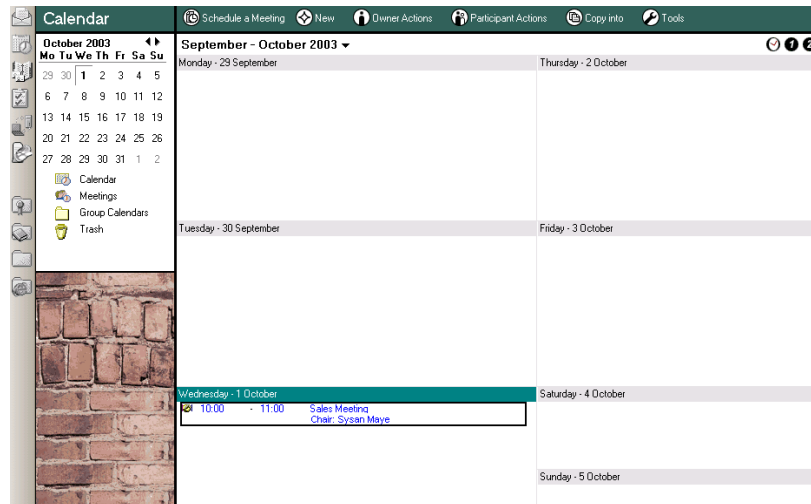 Calendar
Schedule a Meeting New Owner Actions Participant Actions Copy into Tools
October 2003
Mo Tu We Th Fr Sa Su
29 30 1 2 3 4 5
6 7 8 9 10 11 12
13 14 15 16 17 18 19
20 21 22 23 24 25 26
27 28 29 30 31 1 2
Calendar
Meetings
Group Calendars
Trash
September - October 2003
1 2
Monday - 29 September
Thursday - 2 October
Tuesday - 30 September
Friday - 3 October
Wednesday - 1 October
10:00 - 11:00 Sales Meeting
Chair: Sysan Maye
Saturday - 4 October
Sunday - 5 October